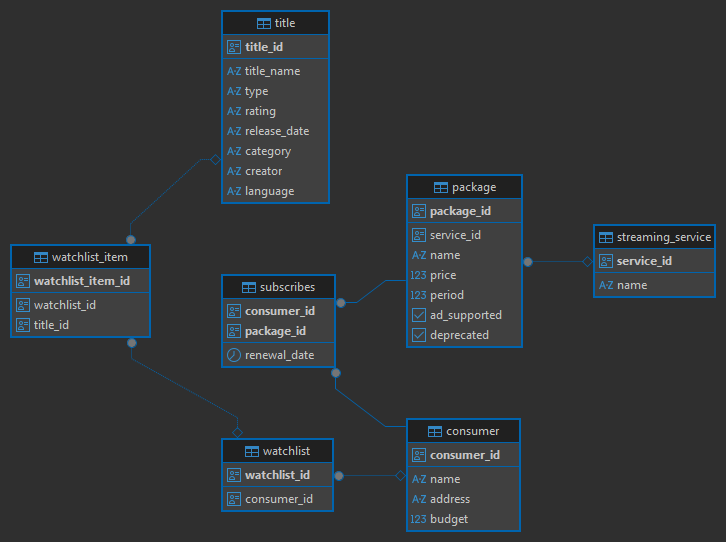 title
title_id
A-Z title_name
A-Z type
A-Z rating
A-Z release_date
A-Z category
A-Z creator
A-Z language
package
package_id
service_id
A-Z name
123 price
123 period
ad_supported
deprecated
streaming_service
service_id
A-Z name
watchlist_item
watchlist_item_id
watchlist_id
title_id
subscribes
consumer_id
package_id
renewal_date
watchlist
watchlist_id
consumer_id
consumer
consumer_id
A-Z name
A-Z address
123 budget